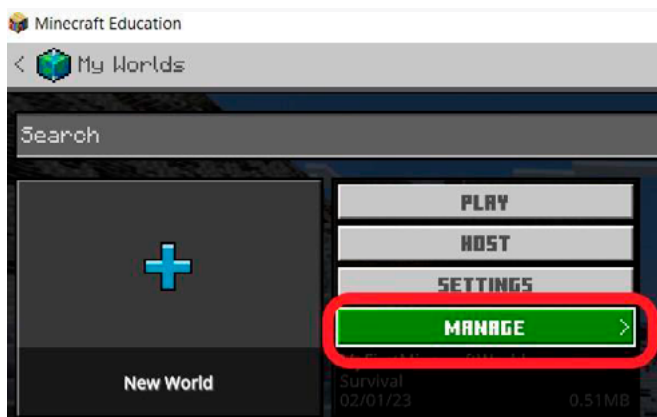 Minecraft Education
< My Worlds
Search
PLAY
HOST
SETTINGS
MANAGE >
New World
Survival
02/01/23 0.51MB